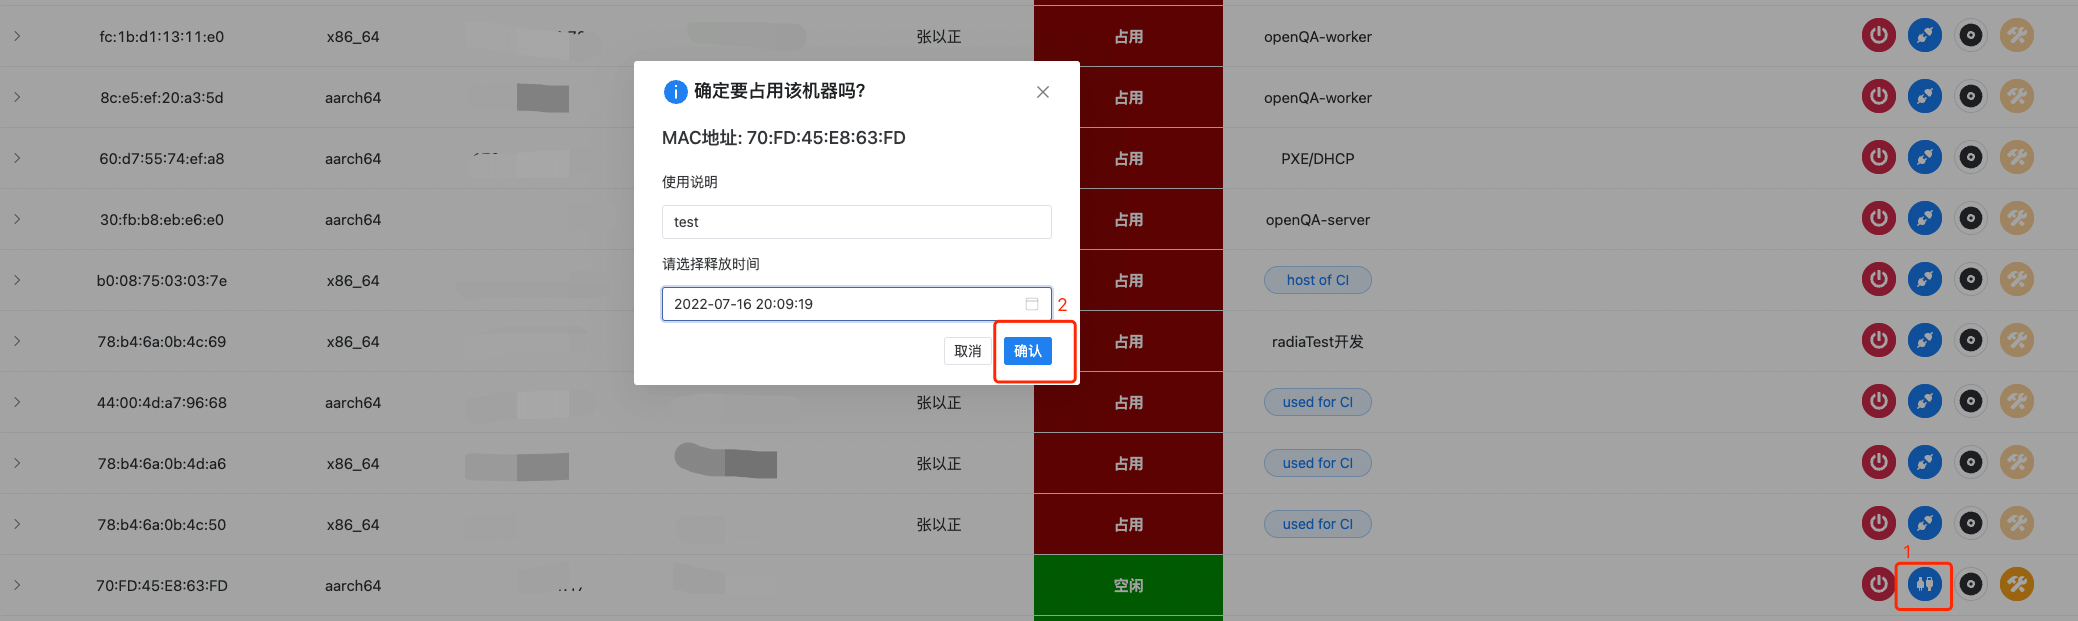 fc:1b:d1:13:11:e0 x86_64 张以正 占用 openQA-worker
确定要占用该机器吗?
8c:e5:ef:20:a3:5d aarch64 占用 openQA-worker
MAC地址: 70:FD:45:E8:63:FD
60:d7:55:74:ef:a8 aarch64 占用 PXE/DHCP
使用说明
test
30:fb:b8:eb:e6:e0 aarch64 占用 openQA-server
请选择释放时间
b0:08:75:03:03:7e x86_64 占用 host of CI
2022-07-16 20:09:19 2
78:b4:6a:0b:4c:69 x86_64 占用 radiaTest开发
取消 确认
44:00:4d:a7:96:68 aarch64 张以正 占用 used for CI
78:b4:6a:0b:4d:a6 x86_64 张以正 占用 used for CI
78:b4:6a:0b:4c:50 x86_64 张以正 占用 used for CI
1
70:FD:45:E8:63:FD aarch64 空闲